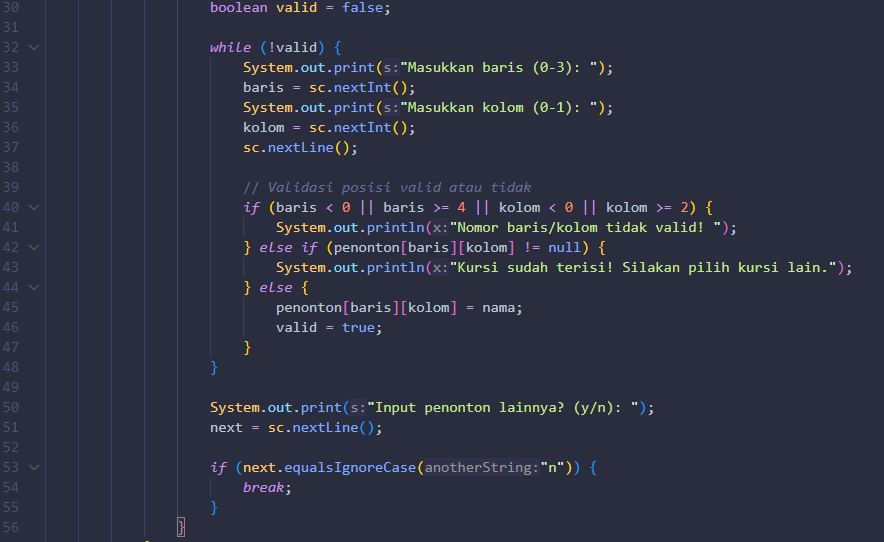 30 boolean valid = false;
31
32 while (!valid) {
33 System.out.print(s:"Masukkan baris (0-3): ");
34 baris = sc.nextInt();
35 System.out.print(s:"Masukkan kolom (0-1): ");
36 kolom = sc.nextInt();
37 sc.nextLine();
38
39 // Validasi posisi valid atau tidak
40 if (baris < 0 || baris >= 4 || kolom < 0 || kolom >= 2) {
41 System.out.println(x:"Nomor baris/kolom tidak valid! ");
42 } else if (penonton[baris][kolom] != null) {
43 System.out.println(x:"Kursi sudah terisi! Silakan pilih kursi lain.");
44 } else {
45 penonton[baris][kolom] = nama;
46 valid = true;
47 }
48 }
49
50 System.out.print(s:"Input penonton lainnya? (y/n): ");
51 next = sc.nextLine();
52
53 if (next.equalsIgnoreCase(anotherString:"n")) {
54 break;
55 }
56 }